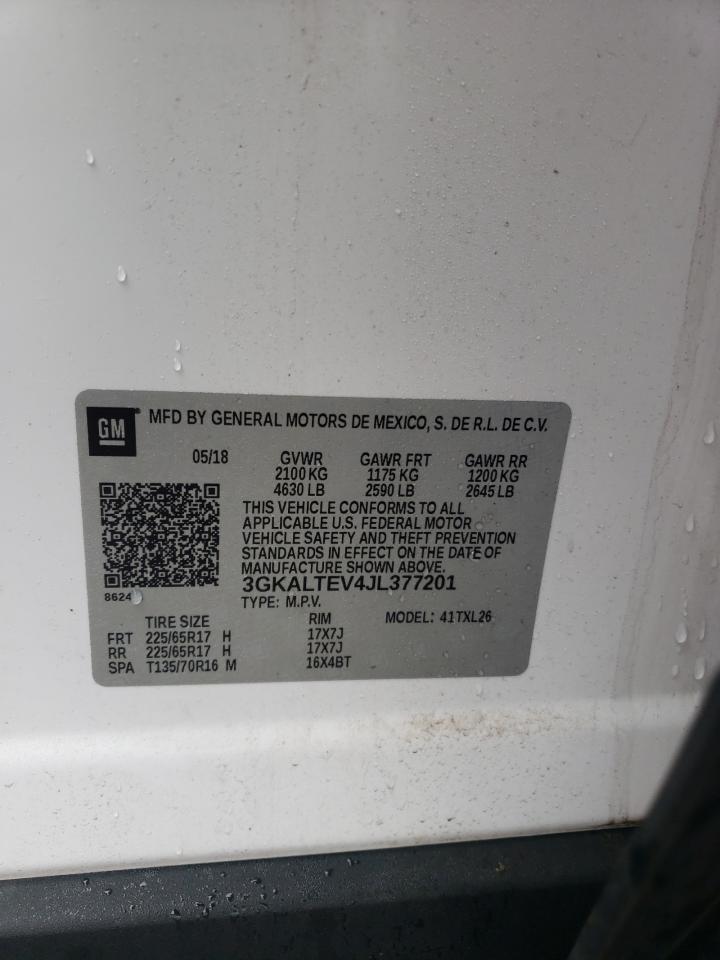 GM ® MFD BY GENERAL MOTORS DE MEXICO, S. DE R.L. DE C.V.
05/18 GVWR GAWR FRT GAWR RR
2100 KG 1175 KG 1200 KG
4630 LB 2590 LB 2645 LB
THIS VEHICLE CONFORMS TO ALL
APPLICABLE U.S. FEDERAL MOTOR
VEHICLE SAFETY AND THEFT PREVENTION
STANDARDS IN EFFECT ON THE DATE OF
MANUFACTURE SHOWN ABOVE.
3GKALTEV4JL377201
8624
TYPE: M.P.V.
TIRE SIZE RIM MODEL: 41TXL26
FRT 225/65R17 H 17X7J
RR 225/65R17 H 17X7J
SPA T135/70R16 M 16X4BT